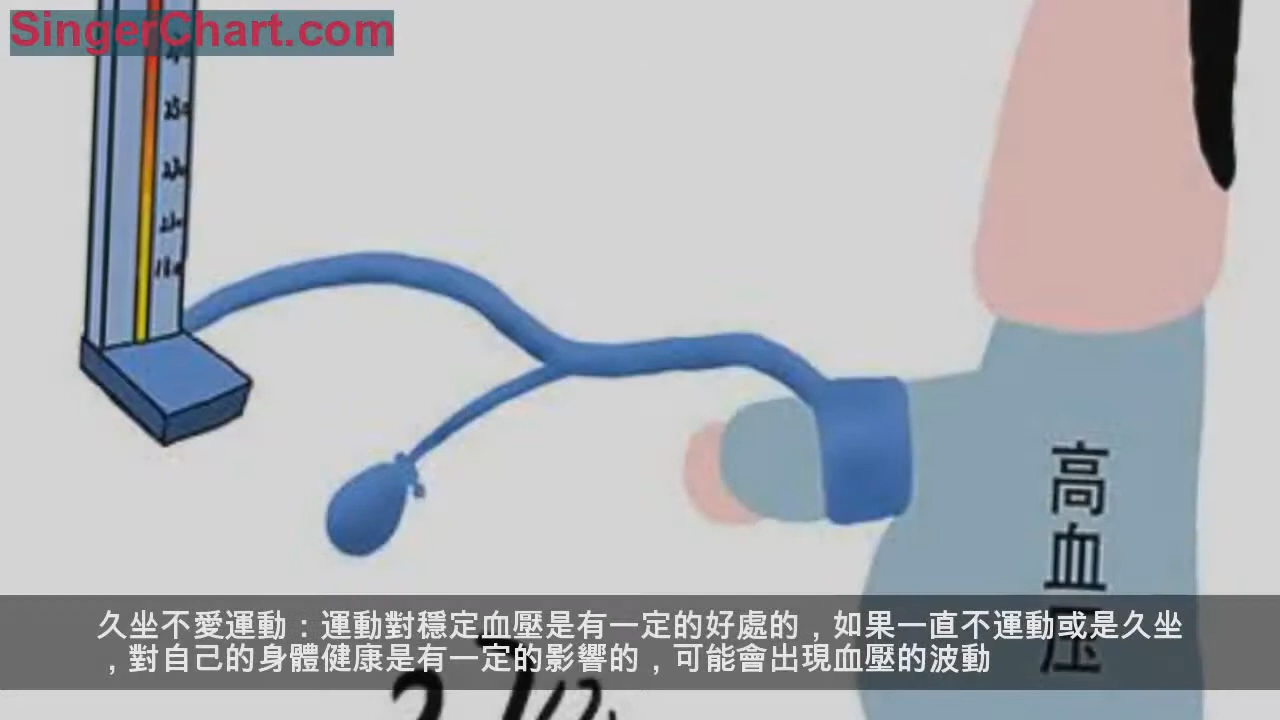 SingerChart.com
高
血
压
久坐不愛運動：運動對穩定血壓是有一定的好處的，如果一直不運動或是久坐
，對自己的身體健康是有一定的影響的，可能會出現血壓的波動